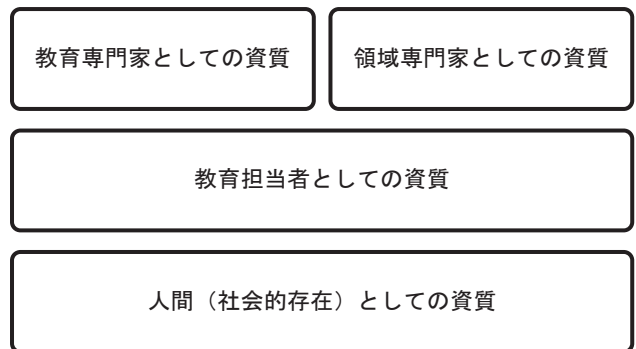 教育専門家としての資質
領域専門家としての資質
教育担当者としての資質
人間（社会的存在）としての資質